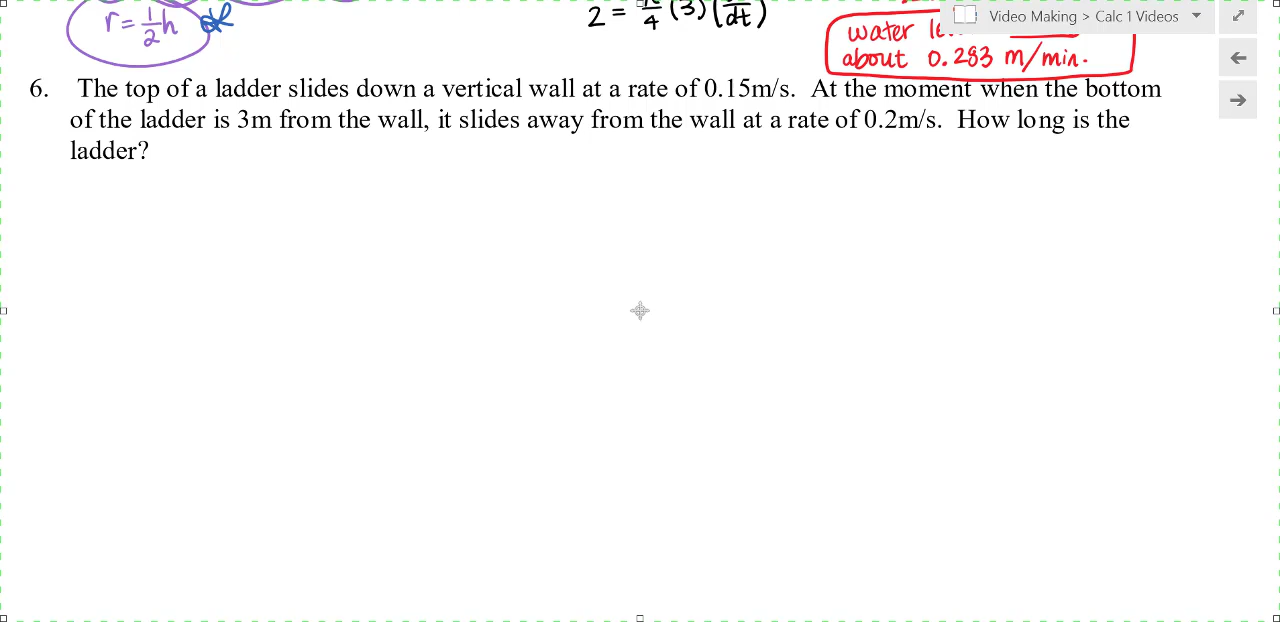 Video Making > Calc 1 Videos
r = 1/2 h
2 = /4 (3) ( /dt)
water le
about 0.283 m/min.
6. The top of a ladder slides down a vertical wall at a rate of 0.15m/s. At the moment when the bottom
of the ladder is 3m from the wall, it slides away from the wall at a rate of 0.2m/s. How long is the
ladder?